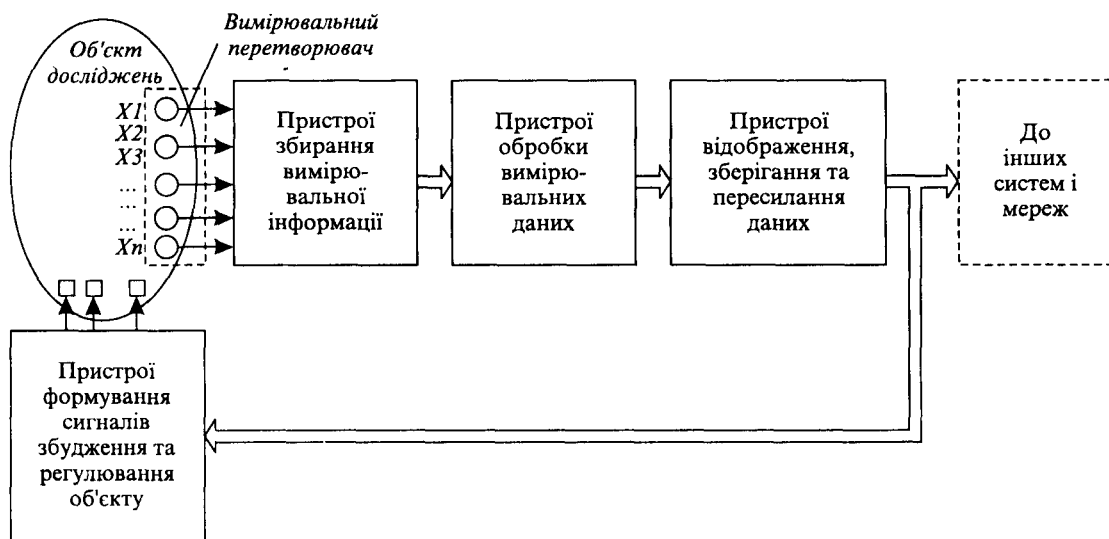 Вимірювальний
перетворювач
Об'єкт
досліджень
X1
X2
X3
...
...
Xn
Пристрої
збирання
вимірю-
вальної
інформації
Пристрої
обробки
вимірю-
вальних
даних
Пристрої
відображення,
зберігання та
пересилання
даних
До
інших
систем і
мереж
Пристрої
формування
сигналів
збудження та
регулювання
об'єкту